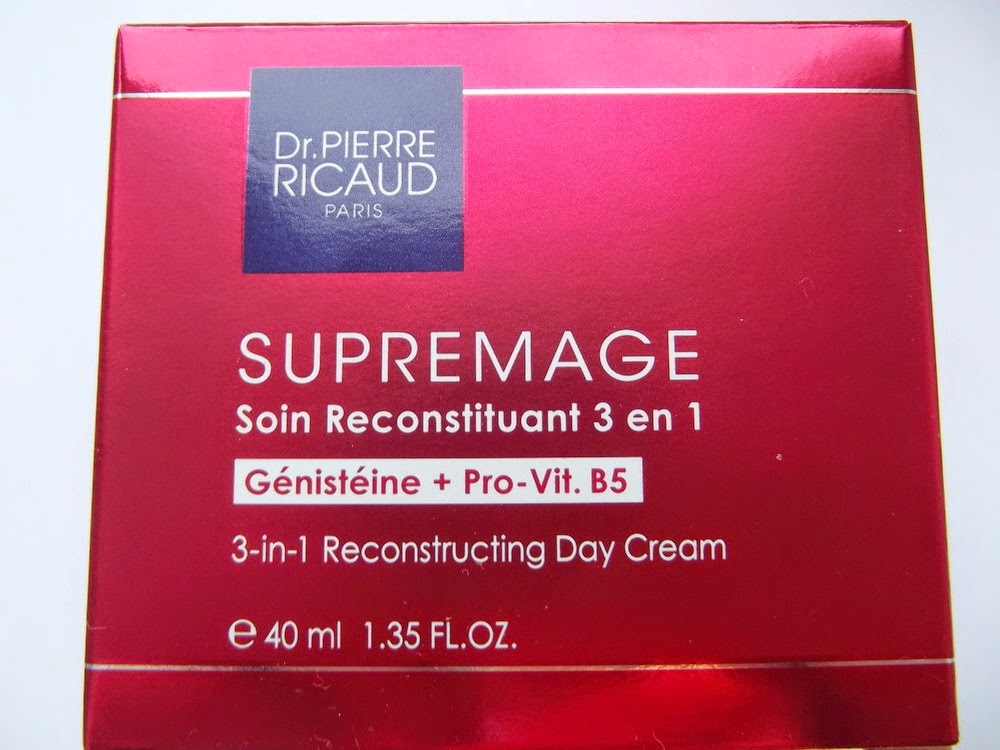 Dr.PIERRE
RICAUD
PARIS
SUPREMAGE
Soin Reconstituant 3 en 1
Génistéine + Pro-Vit. B5
3-in-1 Reconstructing Day Cream
℮ 40 ml 1.35 FL.OZ.